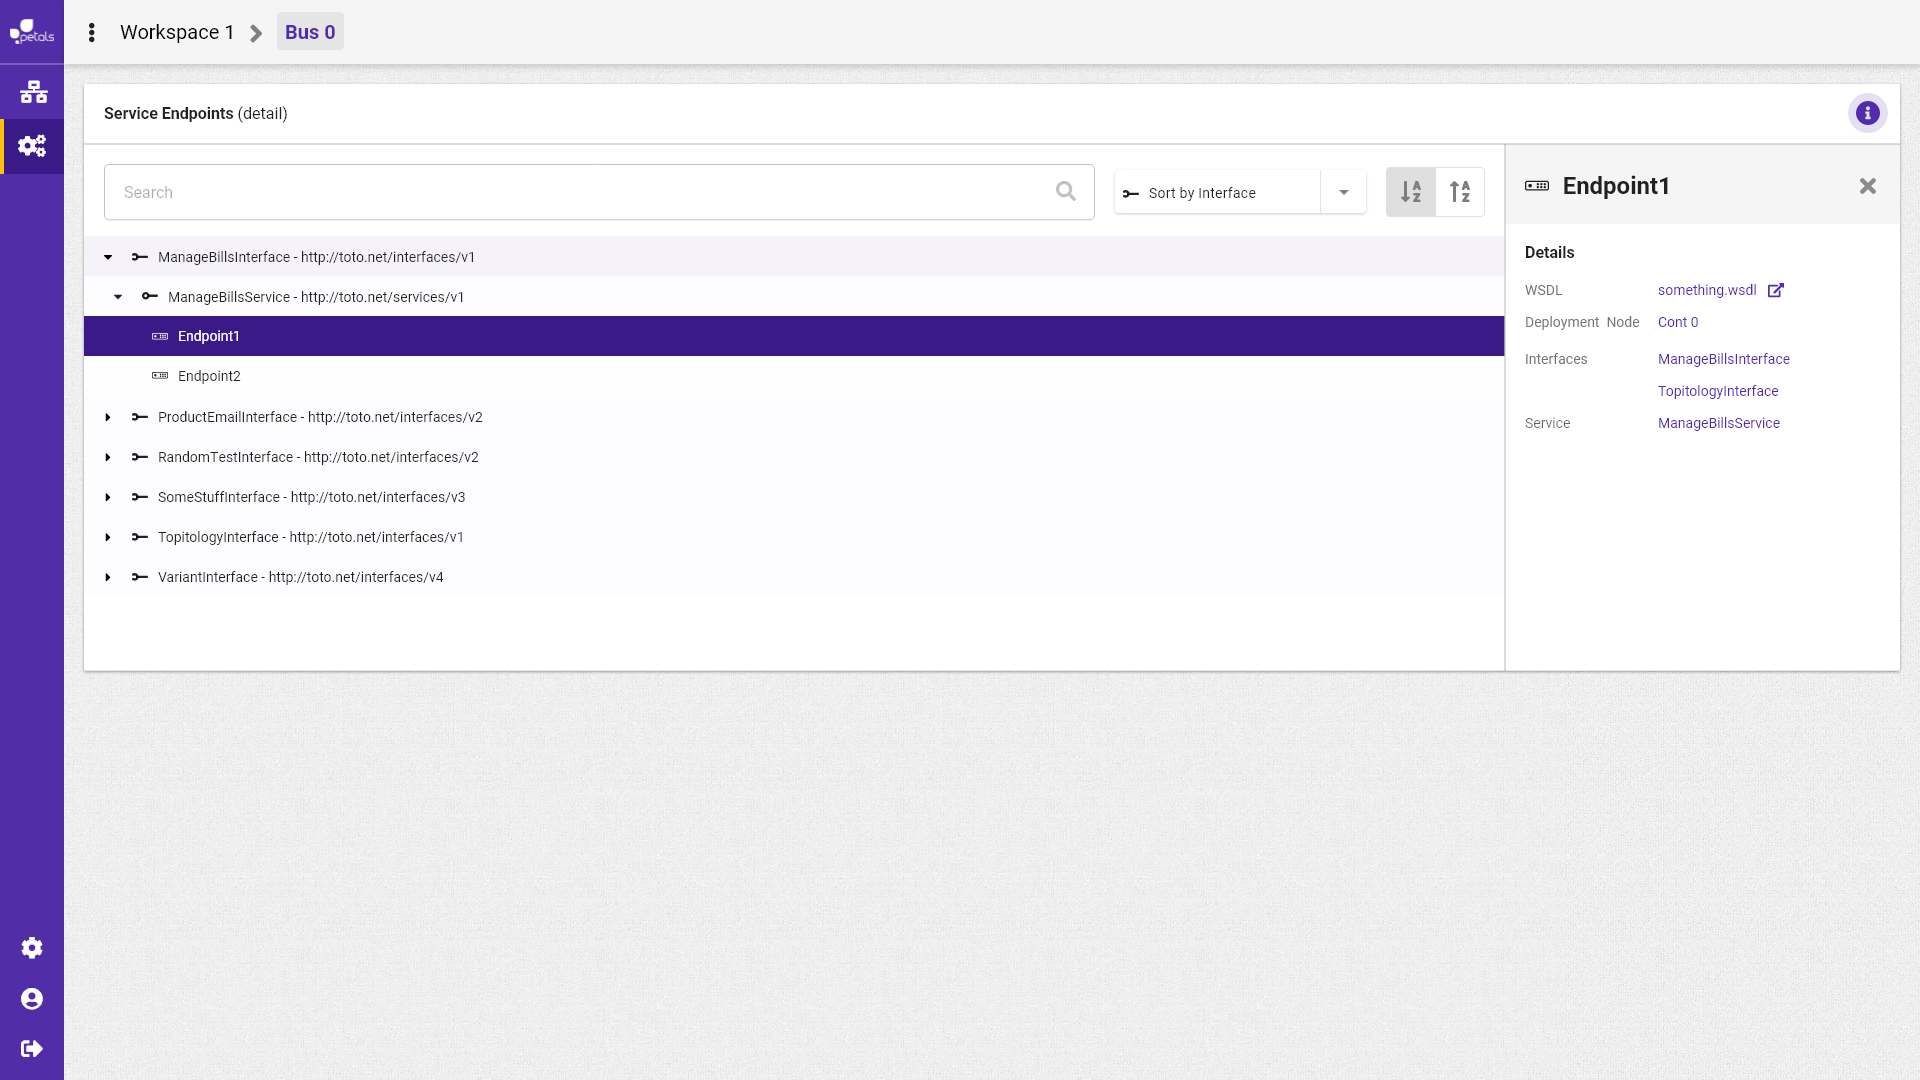 petals
Workspace 1 Bus 0
Service Endpoints (detail)
Search
Sort by Interface
A
Z
A
Z
ManageBillsInterface - http://toto.net/interfaces/v1
ManageBillsService - http://toto.net/services/v1
Endpoint1
Endpoint2
ProductEmailInterface - http://toto.net/interfaces/v2
RandomTestInterface - http://toto.net/interfaces/v2
SomeStuffInterface - http://toto.net/interfaces/v3
TopitologyInterface - http://toto.net/interfaces/v1
VariantInterface - http://toto.net/interfaces/v4
Endpoint1
Details
WSDL something.wsdl
Deployment Node Cont 0
Interfaces ManageBillsInterface
TopitologyInterface
Service ManageBillsService